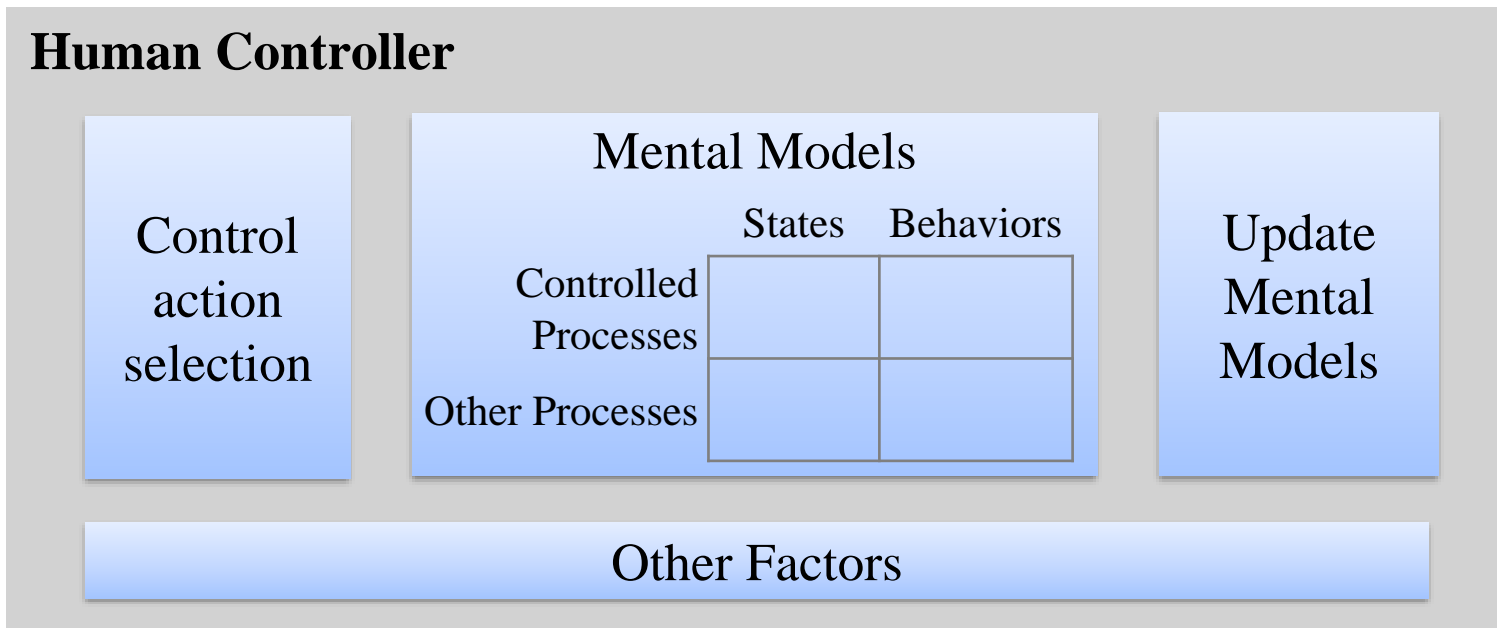 Human Controller
Control
action
selection
Mental Models
States Behaviors
Controlled
Processes
Other Processes
Update
Mental
Models
Other Factors